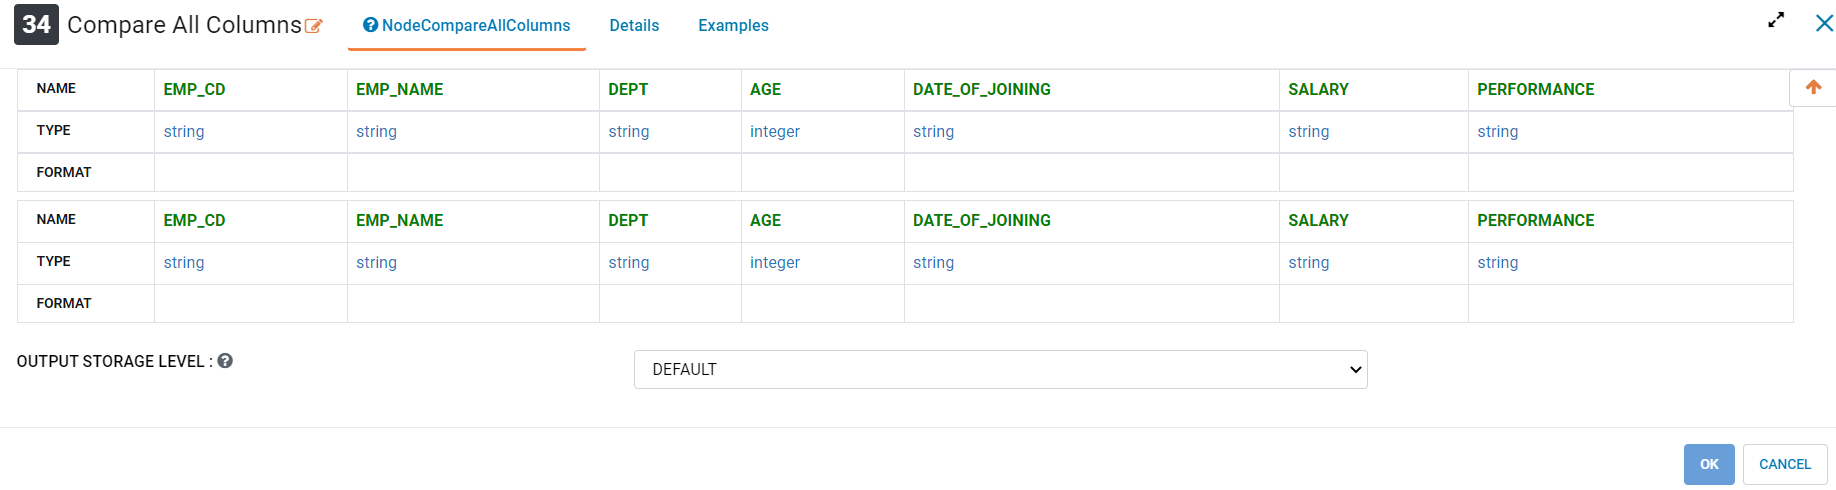 34 Compare All Columns NodeCompareAllColumns Details Examples
NAME EMP_CD EMP_NAME DEPT AGE DATE_OF_JOINING SALARY PERFORMANCE
TYPE string string string integer string string string
FORMAT
NAME EMP_CD EMP_NAME DEPT AGE DATE_OF_JOINING SALARY PERFORMANCE
TYPE string string string integer string string string
FORMAT
OUTPUT STORAGE LEVEL : DEFAULT
OK CANCEL